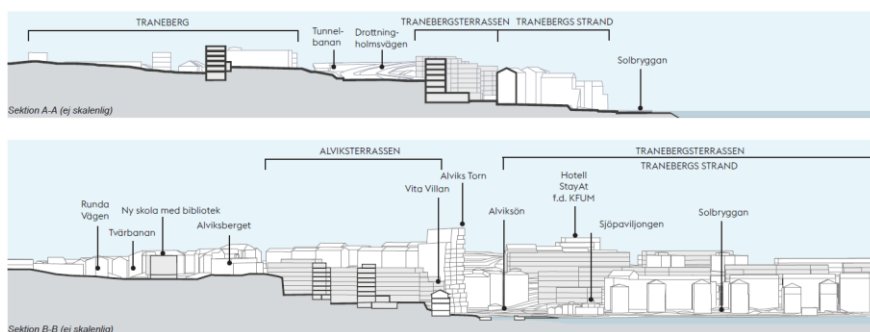 TRANEBERG
Tunnel-
banan
Drottning-
holmsvägen
TRANEBERGSTERRASSEN
TRANEBERGS STRAND
Solbryggan
Sektion A-A (ej skalenlig)
ALVIKSTERRASSEN
TRANEBERGSTERRASSEN
TRANEBERGS STRAND
Runda
Vägen
Tvärbanan
Ny skola med bibliotek
Alviksberget
Vita Villan
Alviks Torn
Alviksön
Hotell
StayAt
f.d. KFUM
Sjöpaviljongen
Solbryggan
Sektion B-B (ej skalenlig)